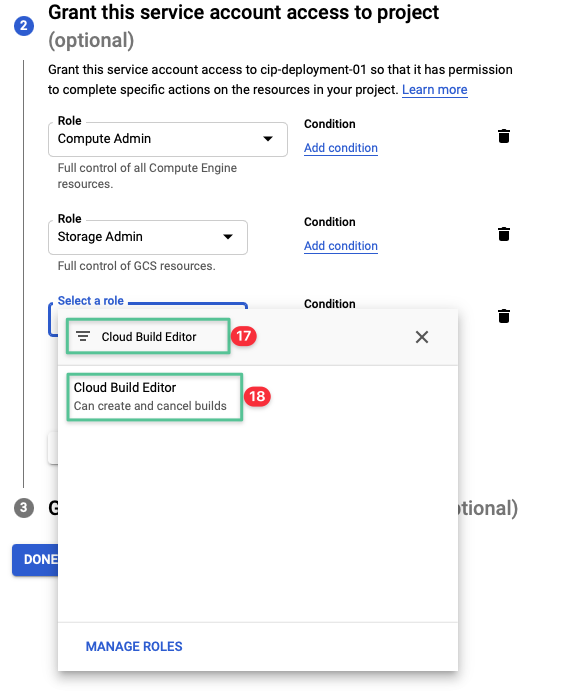 2
Grant this service account access to project
(optional)
Grant this service account access to cip-deployment-01 so that it has permission
to complete specific actions on the resources in your project. Learn more
Role
Compute Admin
Condition
Add condition
Full control of all Compute Engine
resources.
Role
Storage Admin
Condition
Add condition
Full control of GCS resources.
Select a role
Condition
Cloud Build Editor
17
Cloud Build Editor
Can create and cancel builds
18
3
G
tional)
DONE
MANAGE ROLES